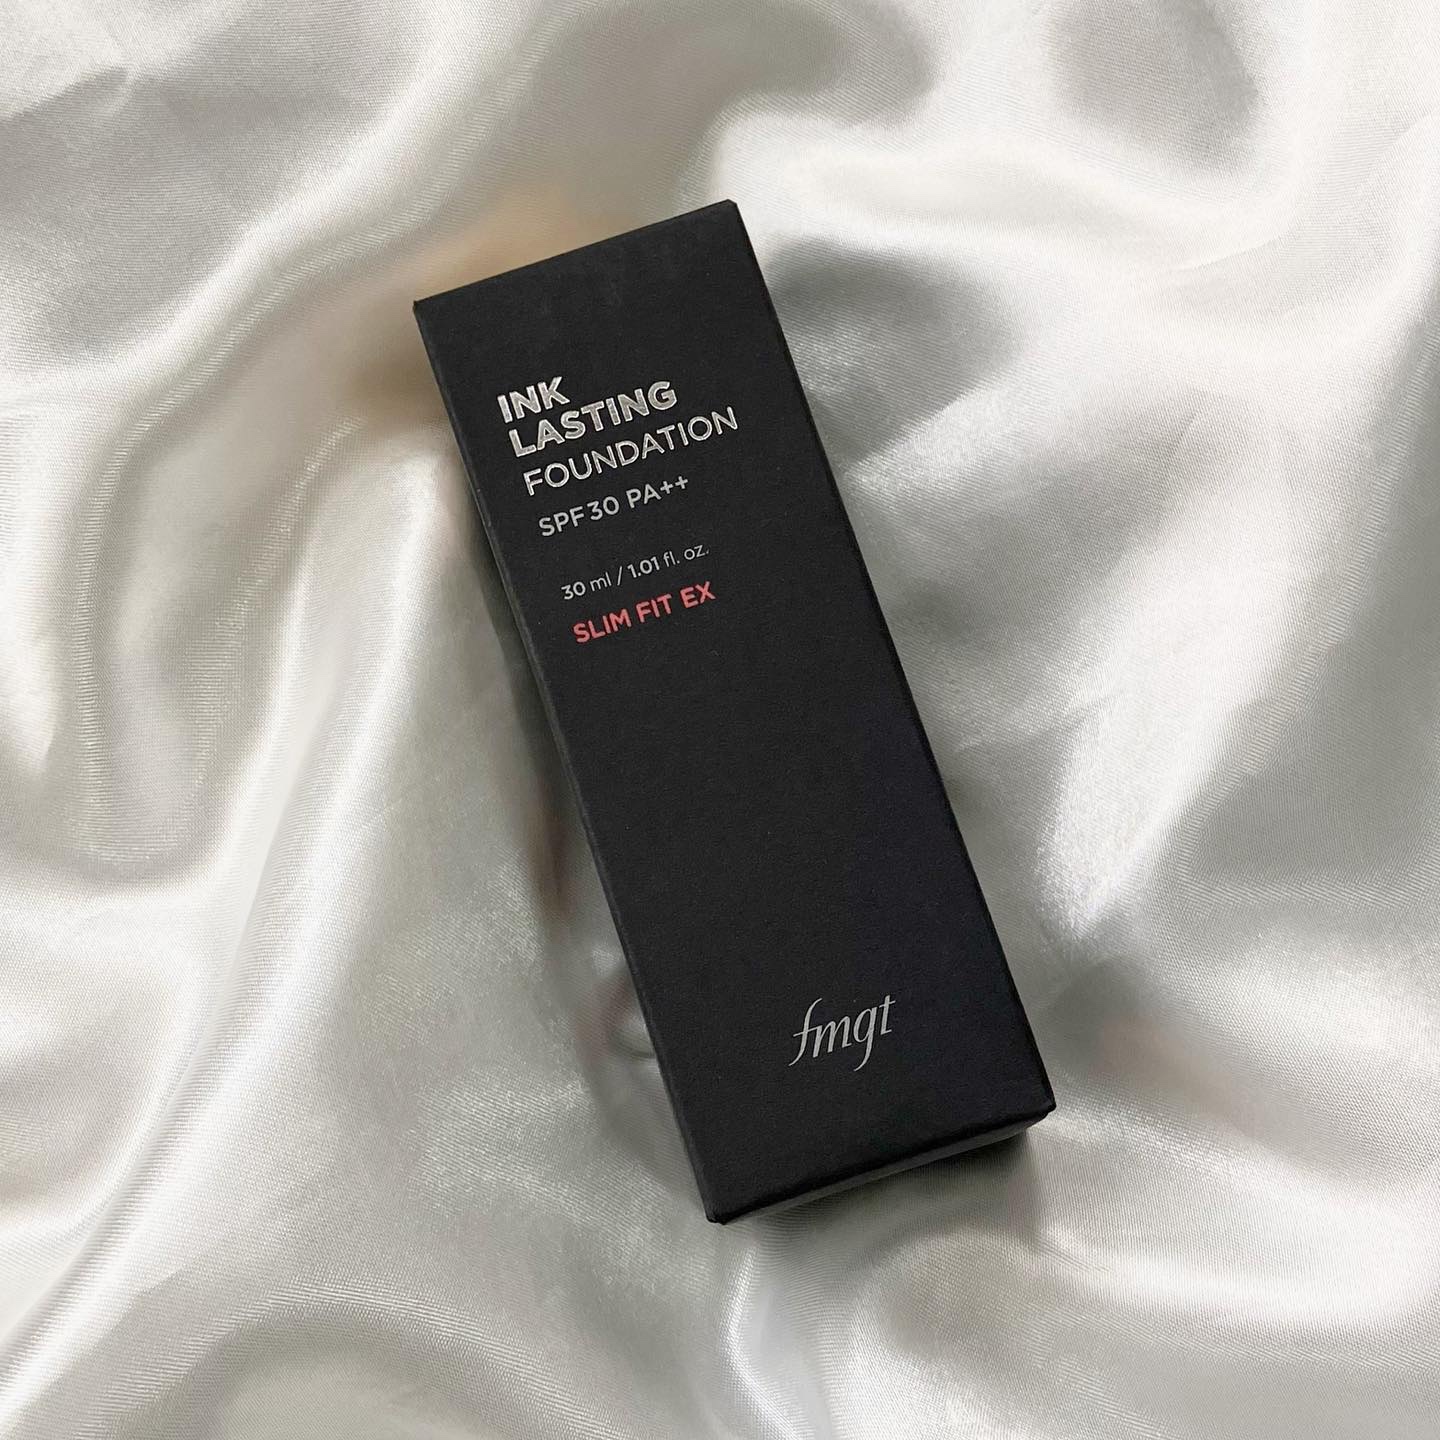 INK
LASTING
FOUNDATION
SPF30 PA++
30 ml / 1.01 fl. oz.
SLIM FIT EX
fmgt